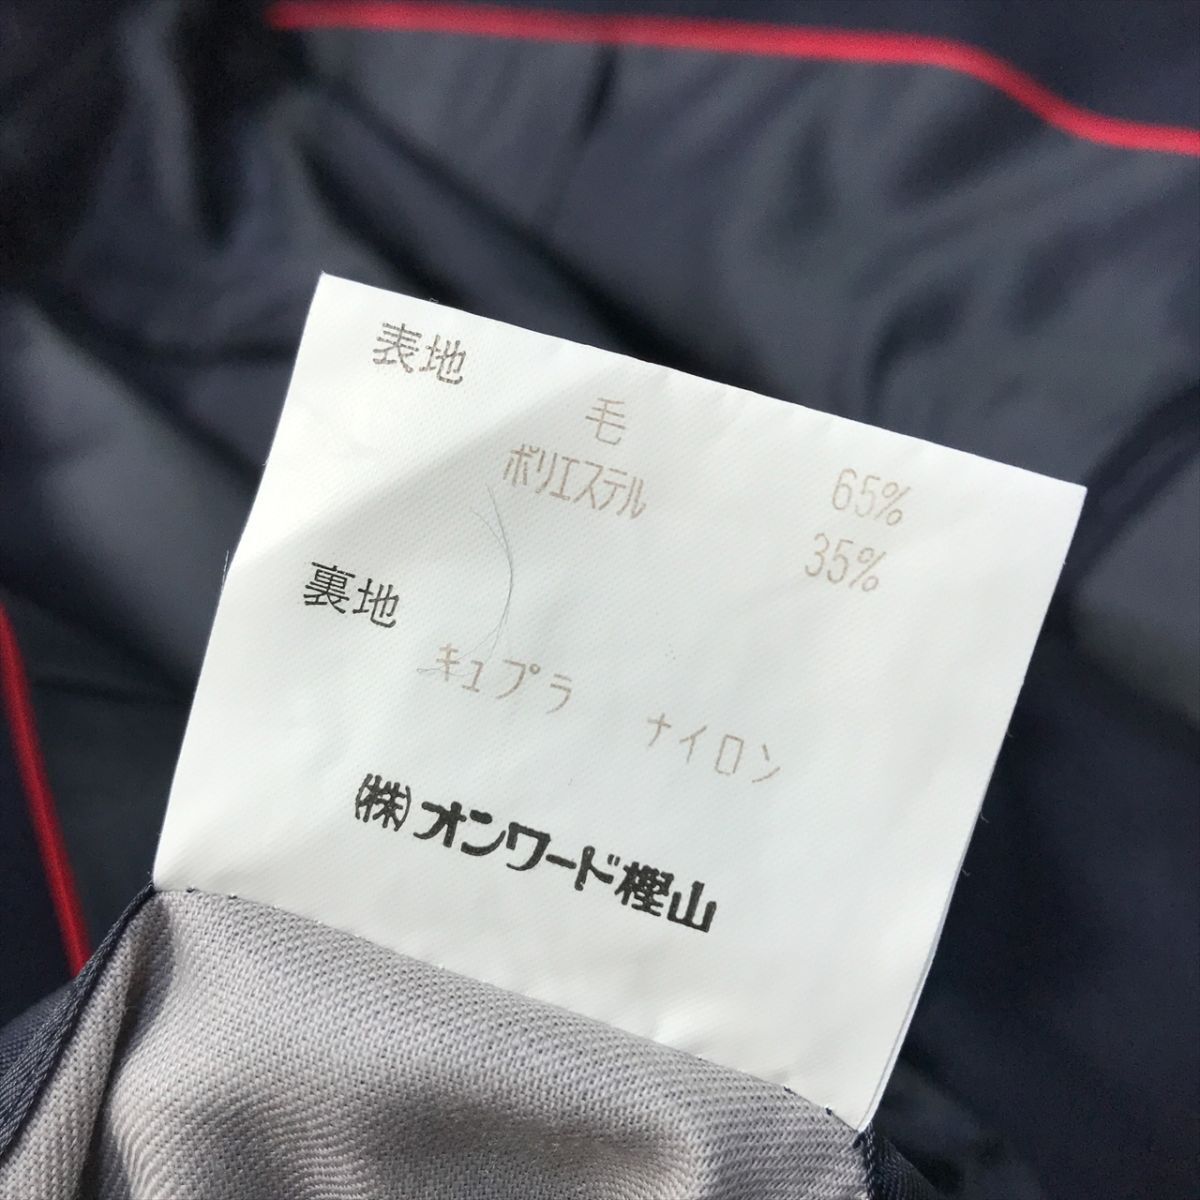 表地
毛 65%
ポリエステル 35%
裏地
キュプラ ナイロン
(株)オンワード樫山